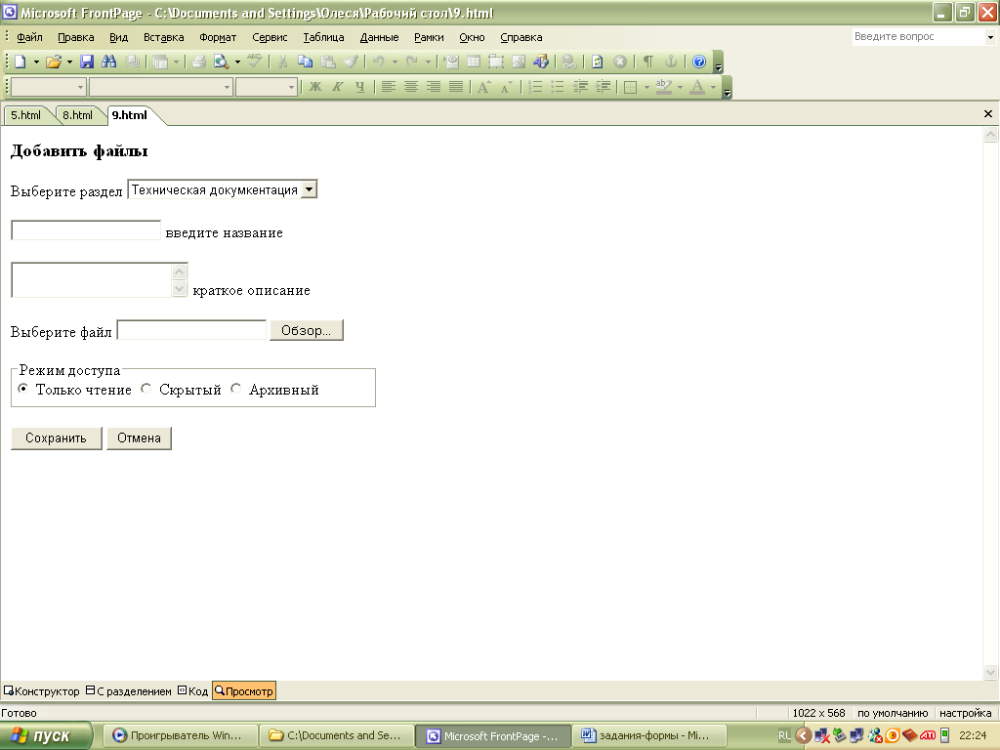 Microsoft FrontPage - C:\Documents and Settings\Олеся\Рабочий стол\9.html
Файл Правка Вид Вставка Формат Сервис Таблица Данные Рамки Окно Справка Введите вопрос
Ж К Ч A A A
5.html 8.html 9.html
Добавить файлы
Выберите раздел Техническая докумкентация
введите название
краткое описание
Выберите файл Обзор...
Режим доступа
Только чтение Скрытый Архивный
Сохранить Отмена
Конструктор С разделением Код Просмотр
Готово 1022 x 568 по умолчанию настройка
пуск Проигрыватель Win... C:\Documents and Se... Microsoft FrontPage -... задания-формы - Mi... RL 22:24